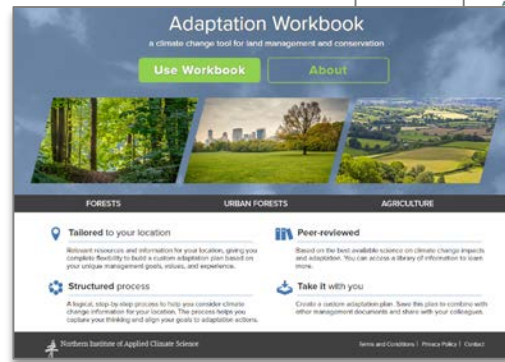 Adaptation Workbook
a climate change tool for land management and conservation
Use Workbook
About
FORESTS
URBAN FORESTS
AGRICULTURE
Tailored to your location
Relevant resources and information for your location, giving you
complete flexibility to build a custom adaptation plan based on
your unique management goals, values, and experience.
Peer-reviewed
Based on the best available science on climate change impacts
and adaptation. You can access a library of information to learn
more.
Structured process
A logical, step-by-step process to help you consider climate
change information for your location. The process helps you
capture your thinking and align your goals to adaptation actions.
Take it with you
Create a custom adaptation plan. Save this plan to combine with
other management documents and share with your colleagues.
Northern Institute of Applied Climate Science
Terms and Conditions | Privacy Policy | Contact